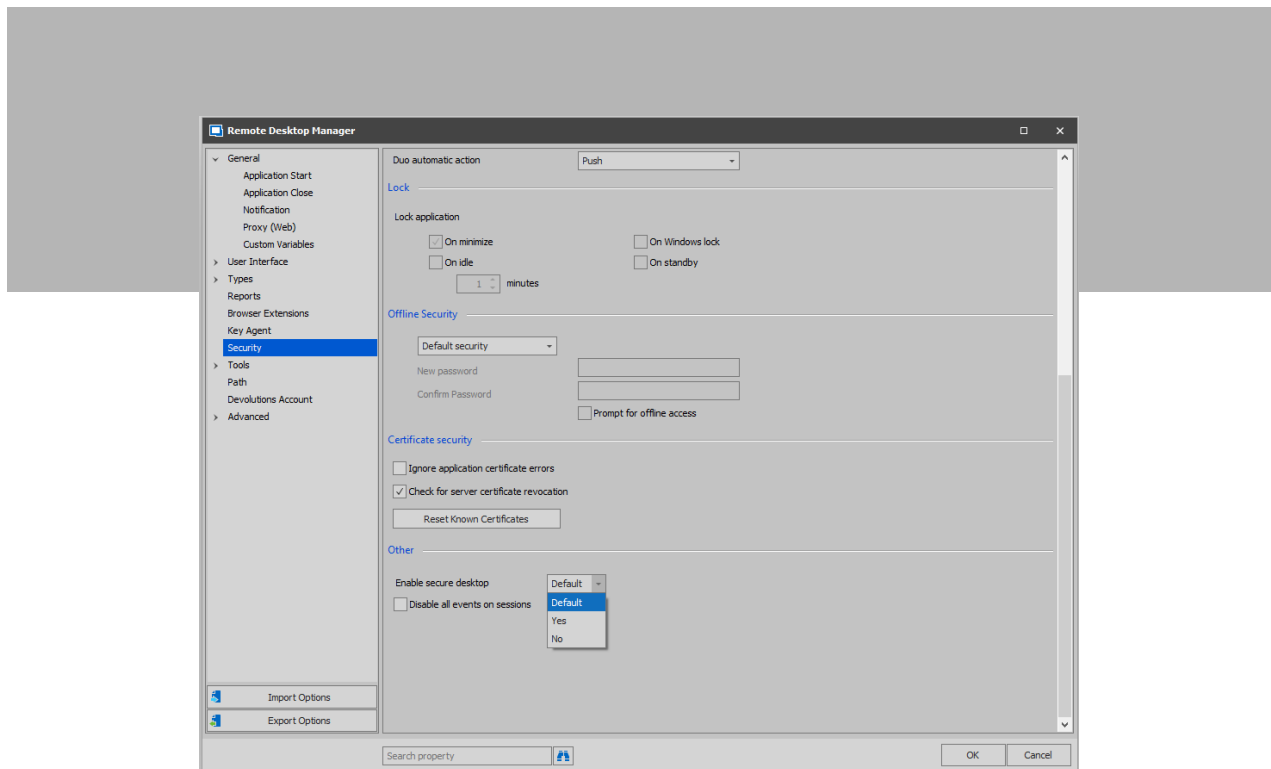 Remote Desktop Manager
General
Application Start
Application Close
Notification
Proxy (Web)
Custom Variables
User Interface
Types
Reports
Browser Extensions
Key Agent
Security
Tools
Path
Devolutions Account
Advanced
Import Options
Export Options
Duo automatic action Push
Lock
Lock application
On minimize On Windows lock
On idle On standby
1 minutes
Offline Security
Default security
New password
Confirm Password
Prompt for offline access
Certificate security
Ignore application certificate errors
Check for server certificate revocation
Reset Known Certificates
Other
Enable secure desktop Default
Disable all events on sessions Default
Yes
No
Search property OK Cancel